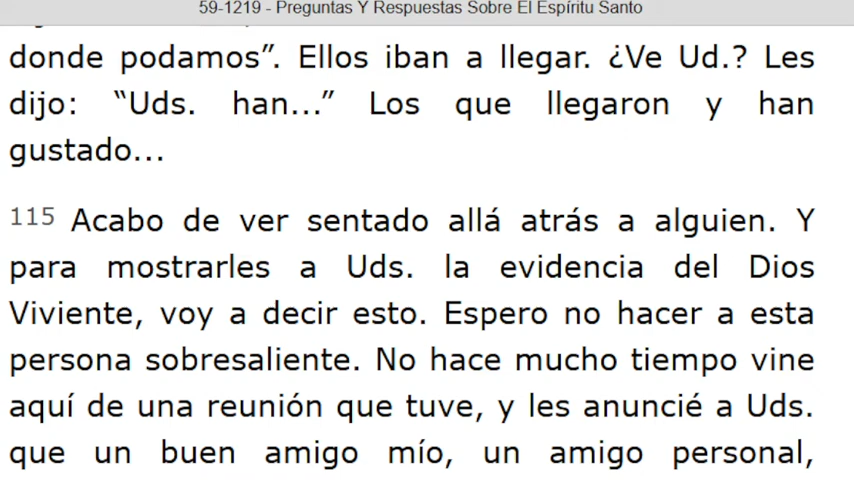 59-1219 - Preguntas Y Respuestas Sobre El Espíritu Santo
donde podamos”. Ellos iban a llegar. ¿Ve Ud.? Les
dijo: “Uds. han...” Los que llegaron y han
gustado...
115 Acabo de ver sentado allá atrás a alguien. Y
para mostrarles a Uds. la evidencia del Dios
Viviente, voy a decir esto. Espero no hacer a esta
persona sobresaliente. No hace mucho tiempo vine
aquí de una reunión que tuve, y les anuncié a Uds.
que un buen amigo mío, un amigo personal,